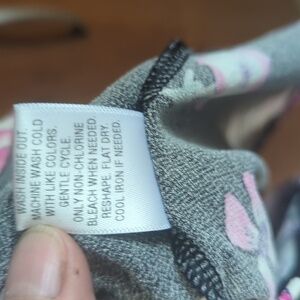 WASH INSIDE OUT.
MACHINE WASH COLD
WITH LIKE COLORS.
GENTLE CYCLE.
ONLY NON-CHLORINE
BLEACH WHEN NEEDED.
RESHAPE. FLAT DRY.
COOL IRON IF NEEDED.